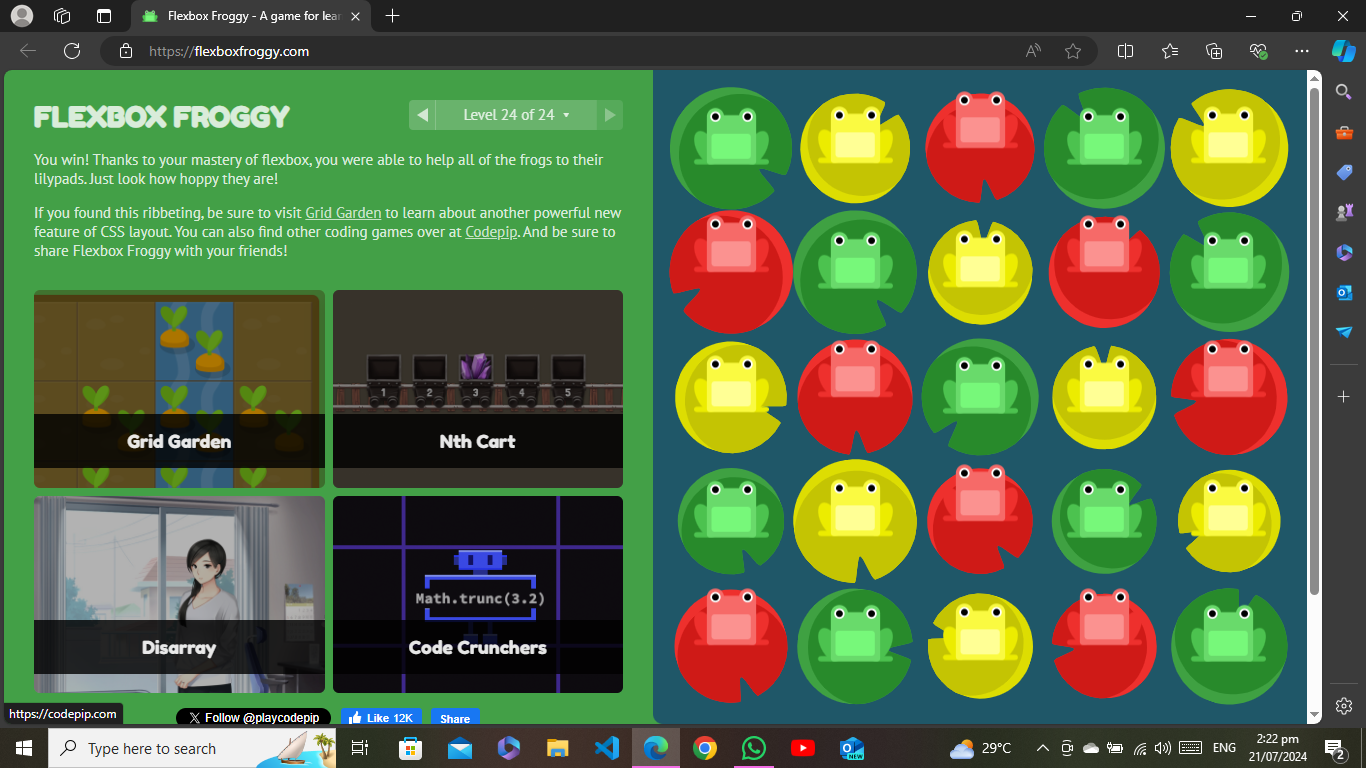 Flexbox Froggy - A game for lear
https://flexboxfroggy.com
FLEXBOX FROGGY
Level 24 of 24
You win! Thanks to your mastery of flexbox, you were able to help all of the frogs to their
lilypads. Just look how hoppy they are!
If you found this ribbeting, be sure to visit Grid Garden to learn about another powerful new
feature of CSS layout. You can also find other coding games over at Codepip. And be sure to
share Flexbox Froggy with your friends!
1 2 3 4 5
Grid Garden
Nth Cart
Math.trunc(3.2)
Disarray
Code Crunchers
https://codepip.com
Follow @playcodepip
Like 12K
Share
Type here to search
NEW
29°C
ENG
2:22 pm
21/07/2024
2